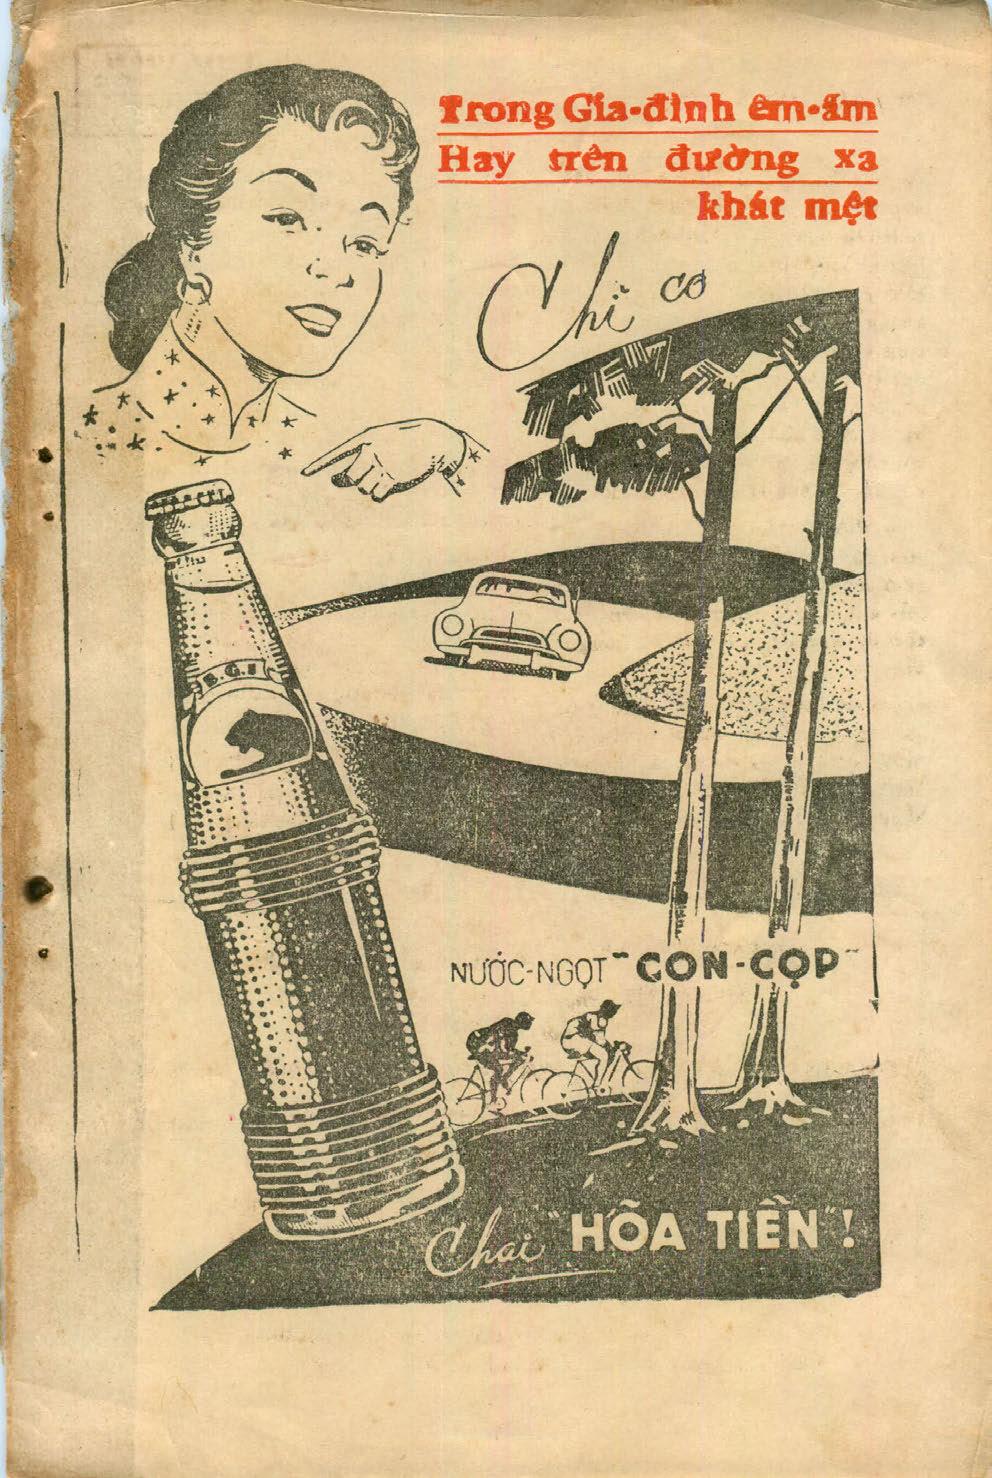 Trong Gia-đình êm-ấm
Hay trên đường xa
khát mệt
Chỉ có
B.G.I
NƯỚC-NGỌT "CON-CỌP"
Chai "HỎA TIỀN"!